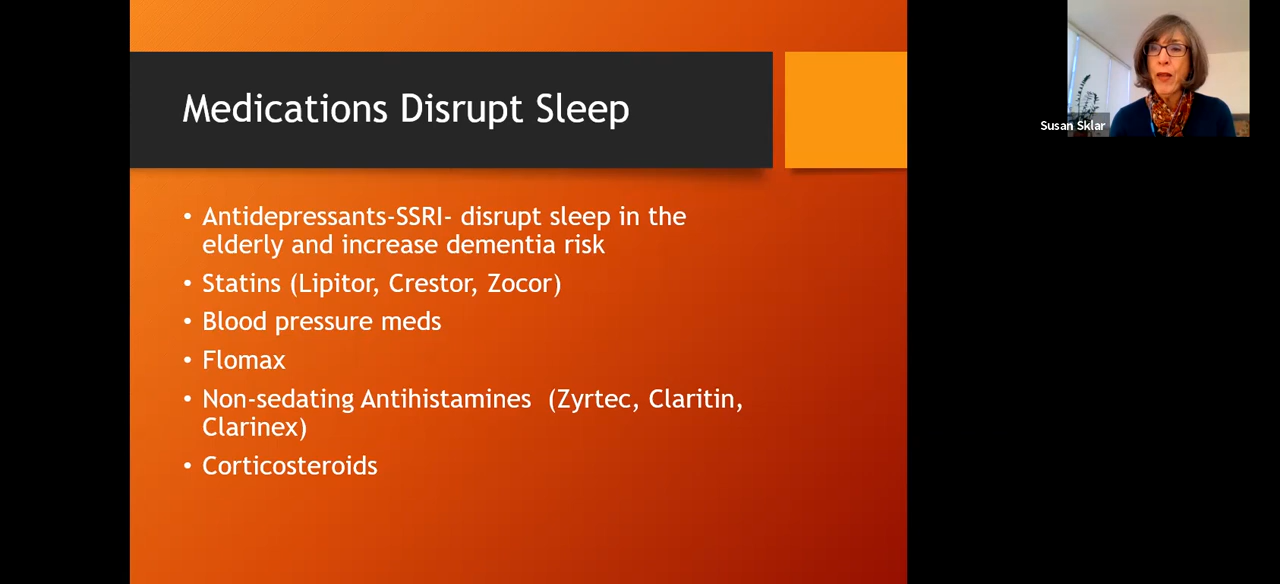 Medications Disrupt Sleep
• Antidepressants-SSRI- disrupt sleep in the
elderly and increase dementia risk
• Statins (Lipitor, Crestor, Zocor)
• Blood pressure meds
• Flomax
• Non-sedating Antihistamines  (Zyrtec, Claritin,
Clarinex)
• Corticosteroids
Susan Sklar